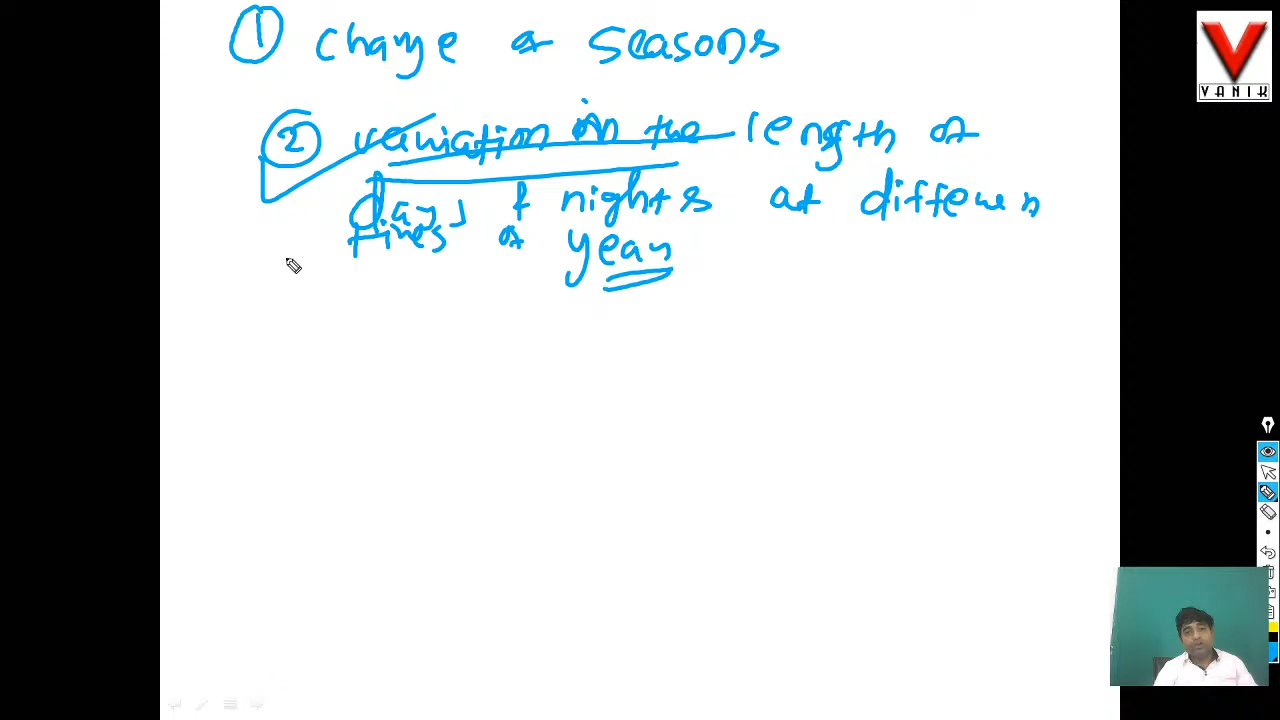 ① Change of Seasons
② variation in the length of
days & nights at different
times of year
VANIK